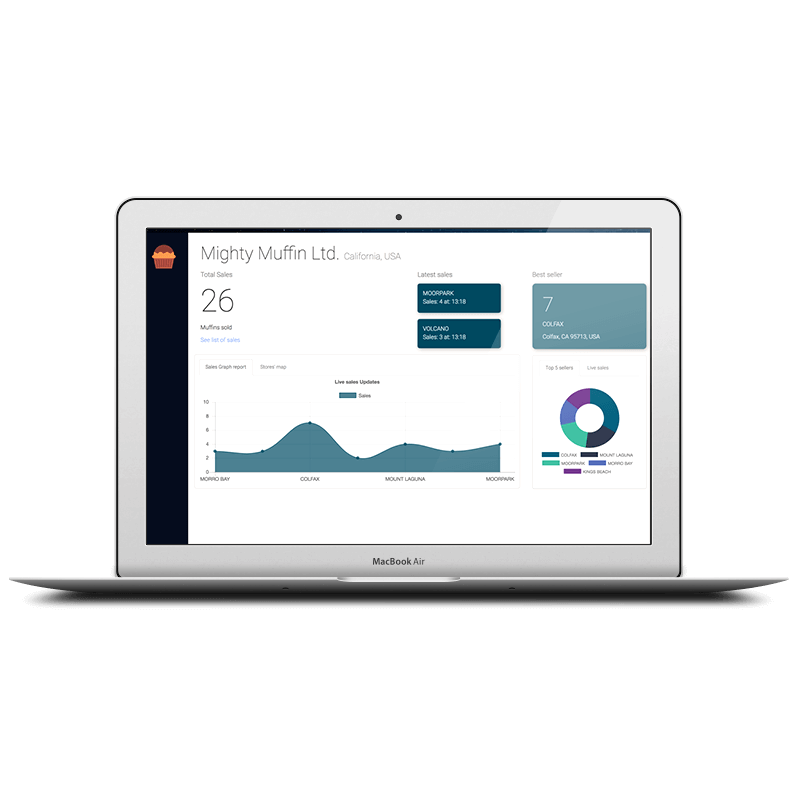 Mighty Muffin Ltd. California, USA
Total Sales
26
Muffins sold
See list of sales
Latest sales
MOORPARK
Sales: 4 at: 13:18
VOLCANO
Sales: 3 at: 13:18
Best seller
7
COLFAX
Colfax, CA 95713, USA
Sales Graph report
Stores' map
Live sales Updates
Sales
10
8
6
4
2
0
MORRO BAY
COLFAX
MOUNT LAGUNA
MOORPARK
Top 5 sellers
Live sales
COLFAX
MOUNT LAGUNA
MOORPARK
MORRO BAY
KINGS BEACH
MacBook Air